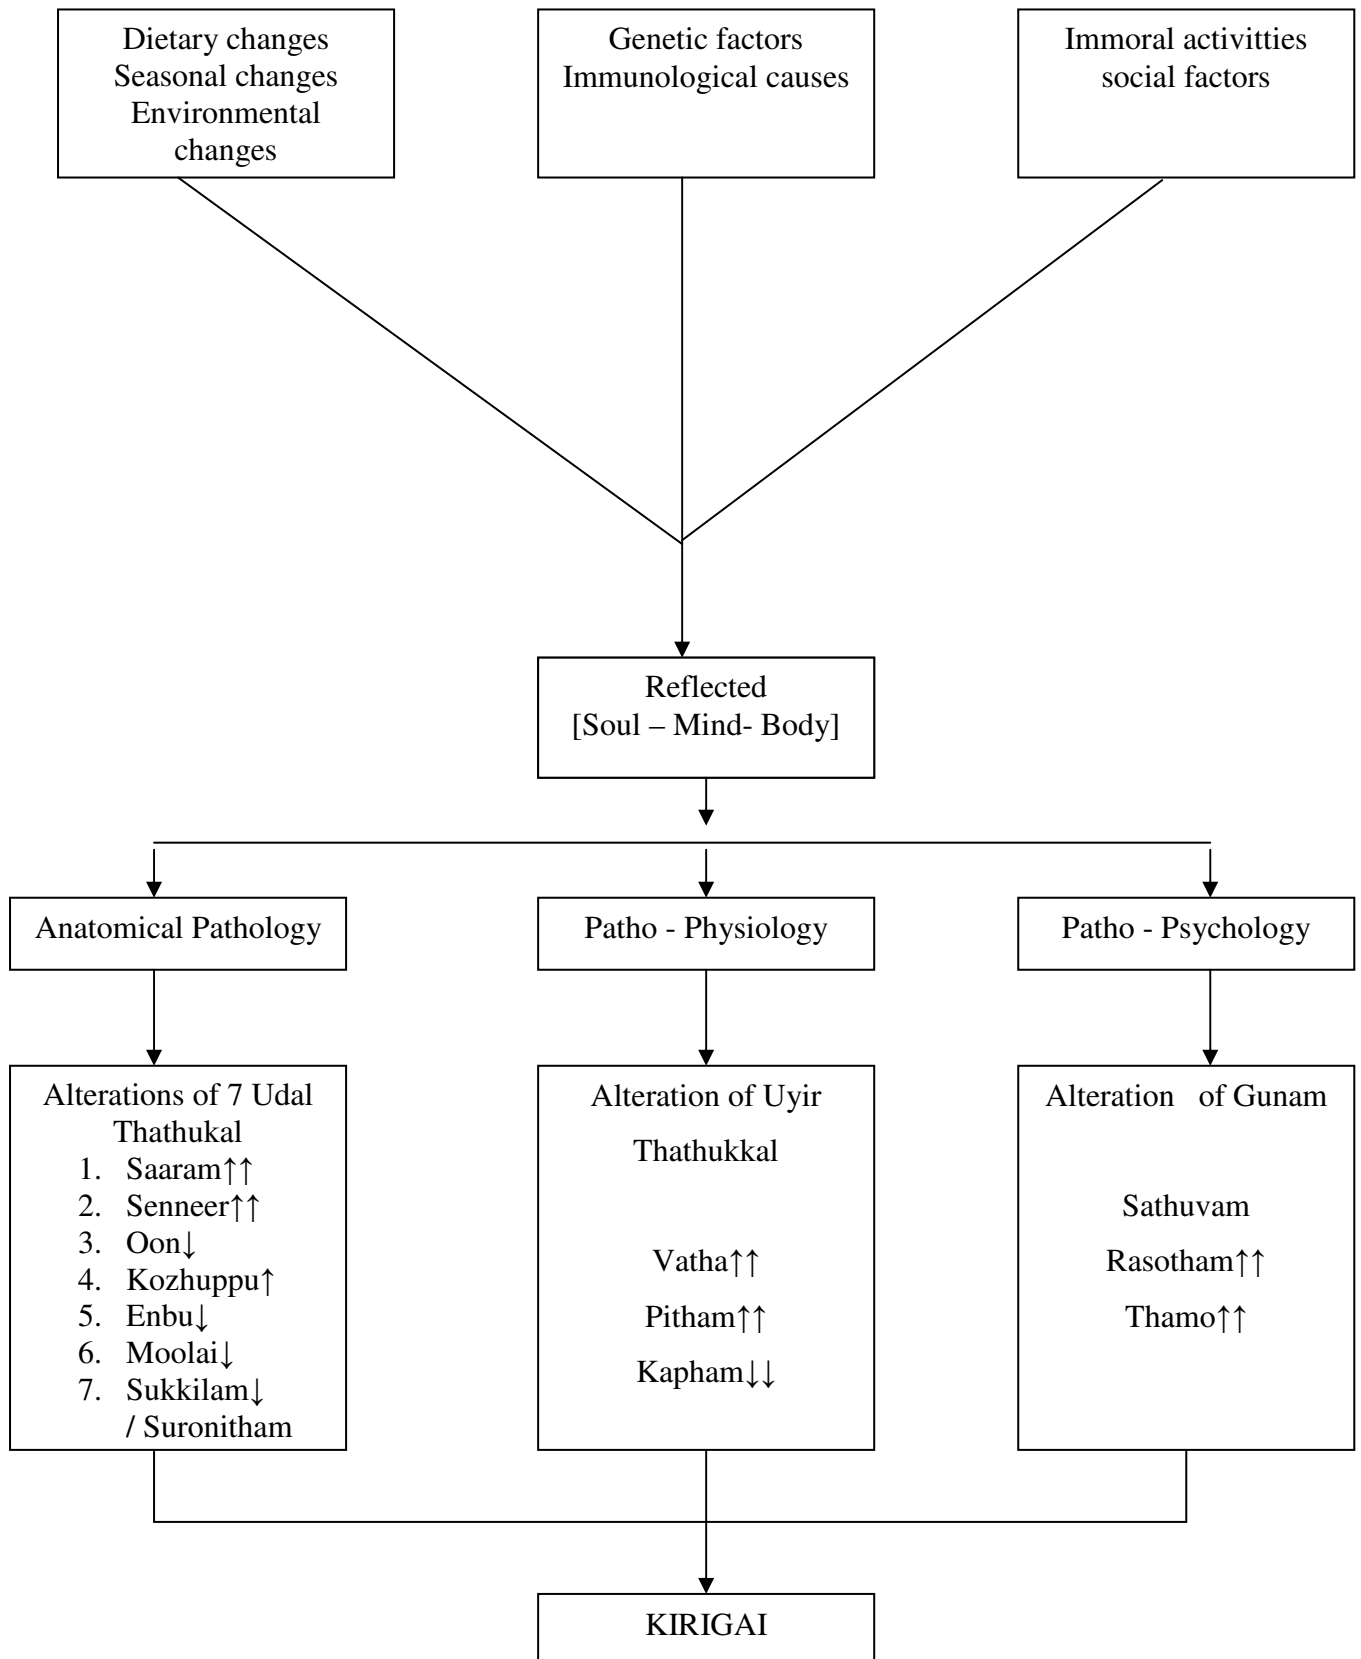 Dietary changes
Seasonal changes
Environmental
changes
Genetic factors
Immunological causes
Immoral activitties
social factors
Reflected
[Soul – Mind- Body]
Anatomical Pathology
Patho - Physiology
Patho - Psychology
Alterations of 7 Udal
Thathukal
1. Saaram↑↑
2. Senneer↑↑
3. Oon↓
4. Kozhuppu↑
5. Enbu↓
6. Moolai↓
7. Sukkilam↓
/ Suronitham
Alteration of Uyir
Thathukkal
Vatha↑↑
Pitham↑↑
Kapham↓↓
Alteration of Gunam
Sathuvam
Rasotham↑↑
Thamo↑↑
KIRIGAI